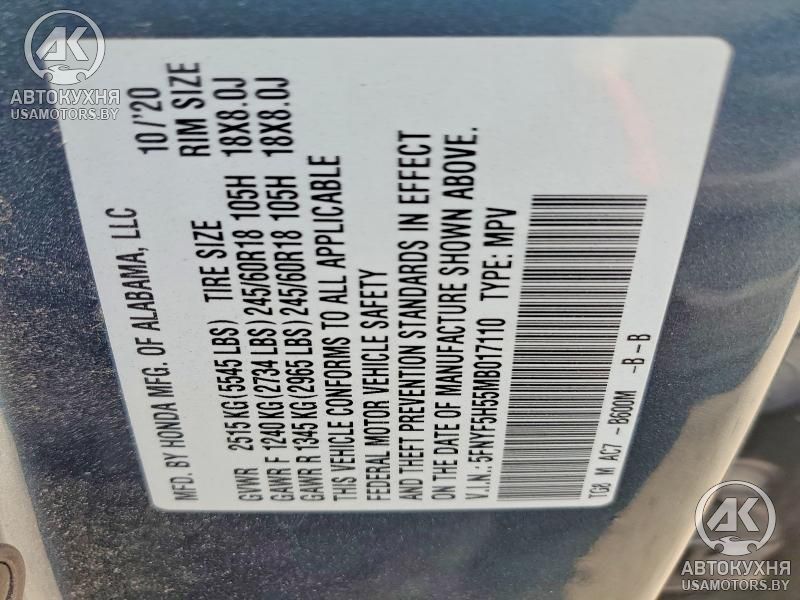 MFD. BY HONDA MFG. OF ALABAMA, LLC 10/'20
GVWR 2515 KG (5545 LBS) TIRE SIZE RIM SIZE
GAWR F 1240 KG (2734 LBS) 245/60R18 105H 18X8.0J
GAWR R 1345 KG (2965 LBS) 245/60R18 105H 18X8.0J
THIS VEHICLE CONFORMS TO ALL APPLICABLE
FEDERAL MOTOR VEHICLE SAFETY
AND THEFT PREVENTION STANDARDS IN EFFECT
ON THE DATE OF MANUFACTURE SHOWN ABOVE.
V.I.N.: 5FNYF5H55MB017110 TYPE: MPV
TG8 M AC7 - B600M -B-B
АК
АВТОКУХНЯ
USAMOTORS.BY
АК
АВТОКУХНЯ
USAMOTORS.BY